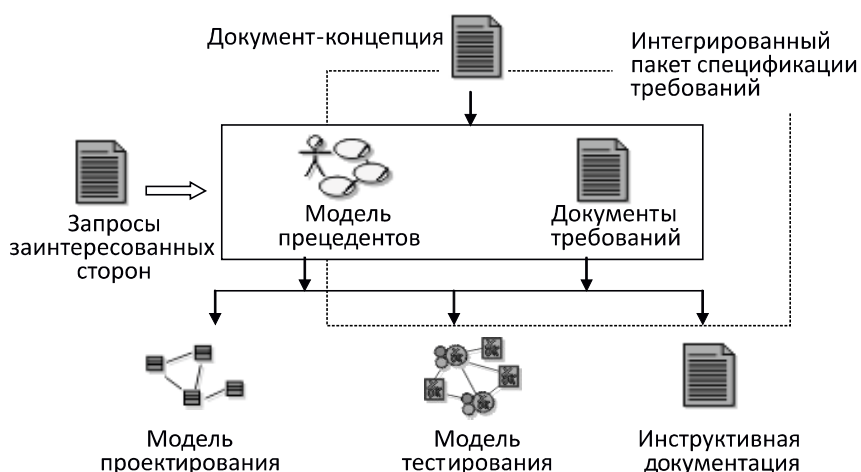 Документ-концепция
Интегрированный
пакет спецификации
требований
Запросы
заинтересованных
сторон
Модель
прецедентов
Документы
требований
Модель
проектирования
Модель
тестирования
Инструктивная
документация